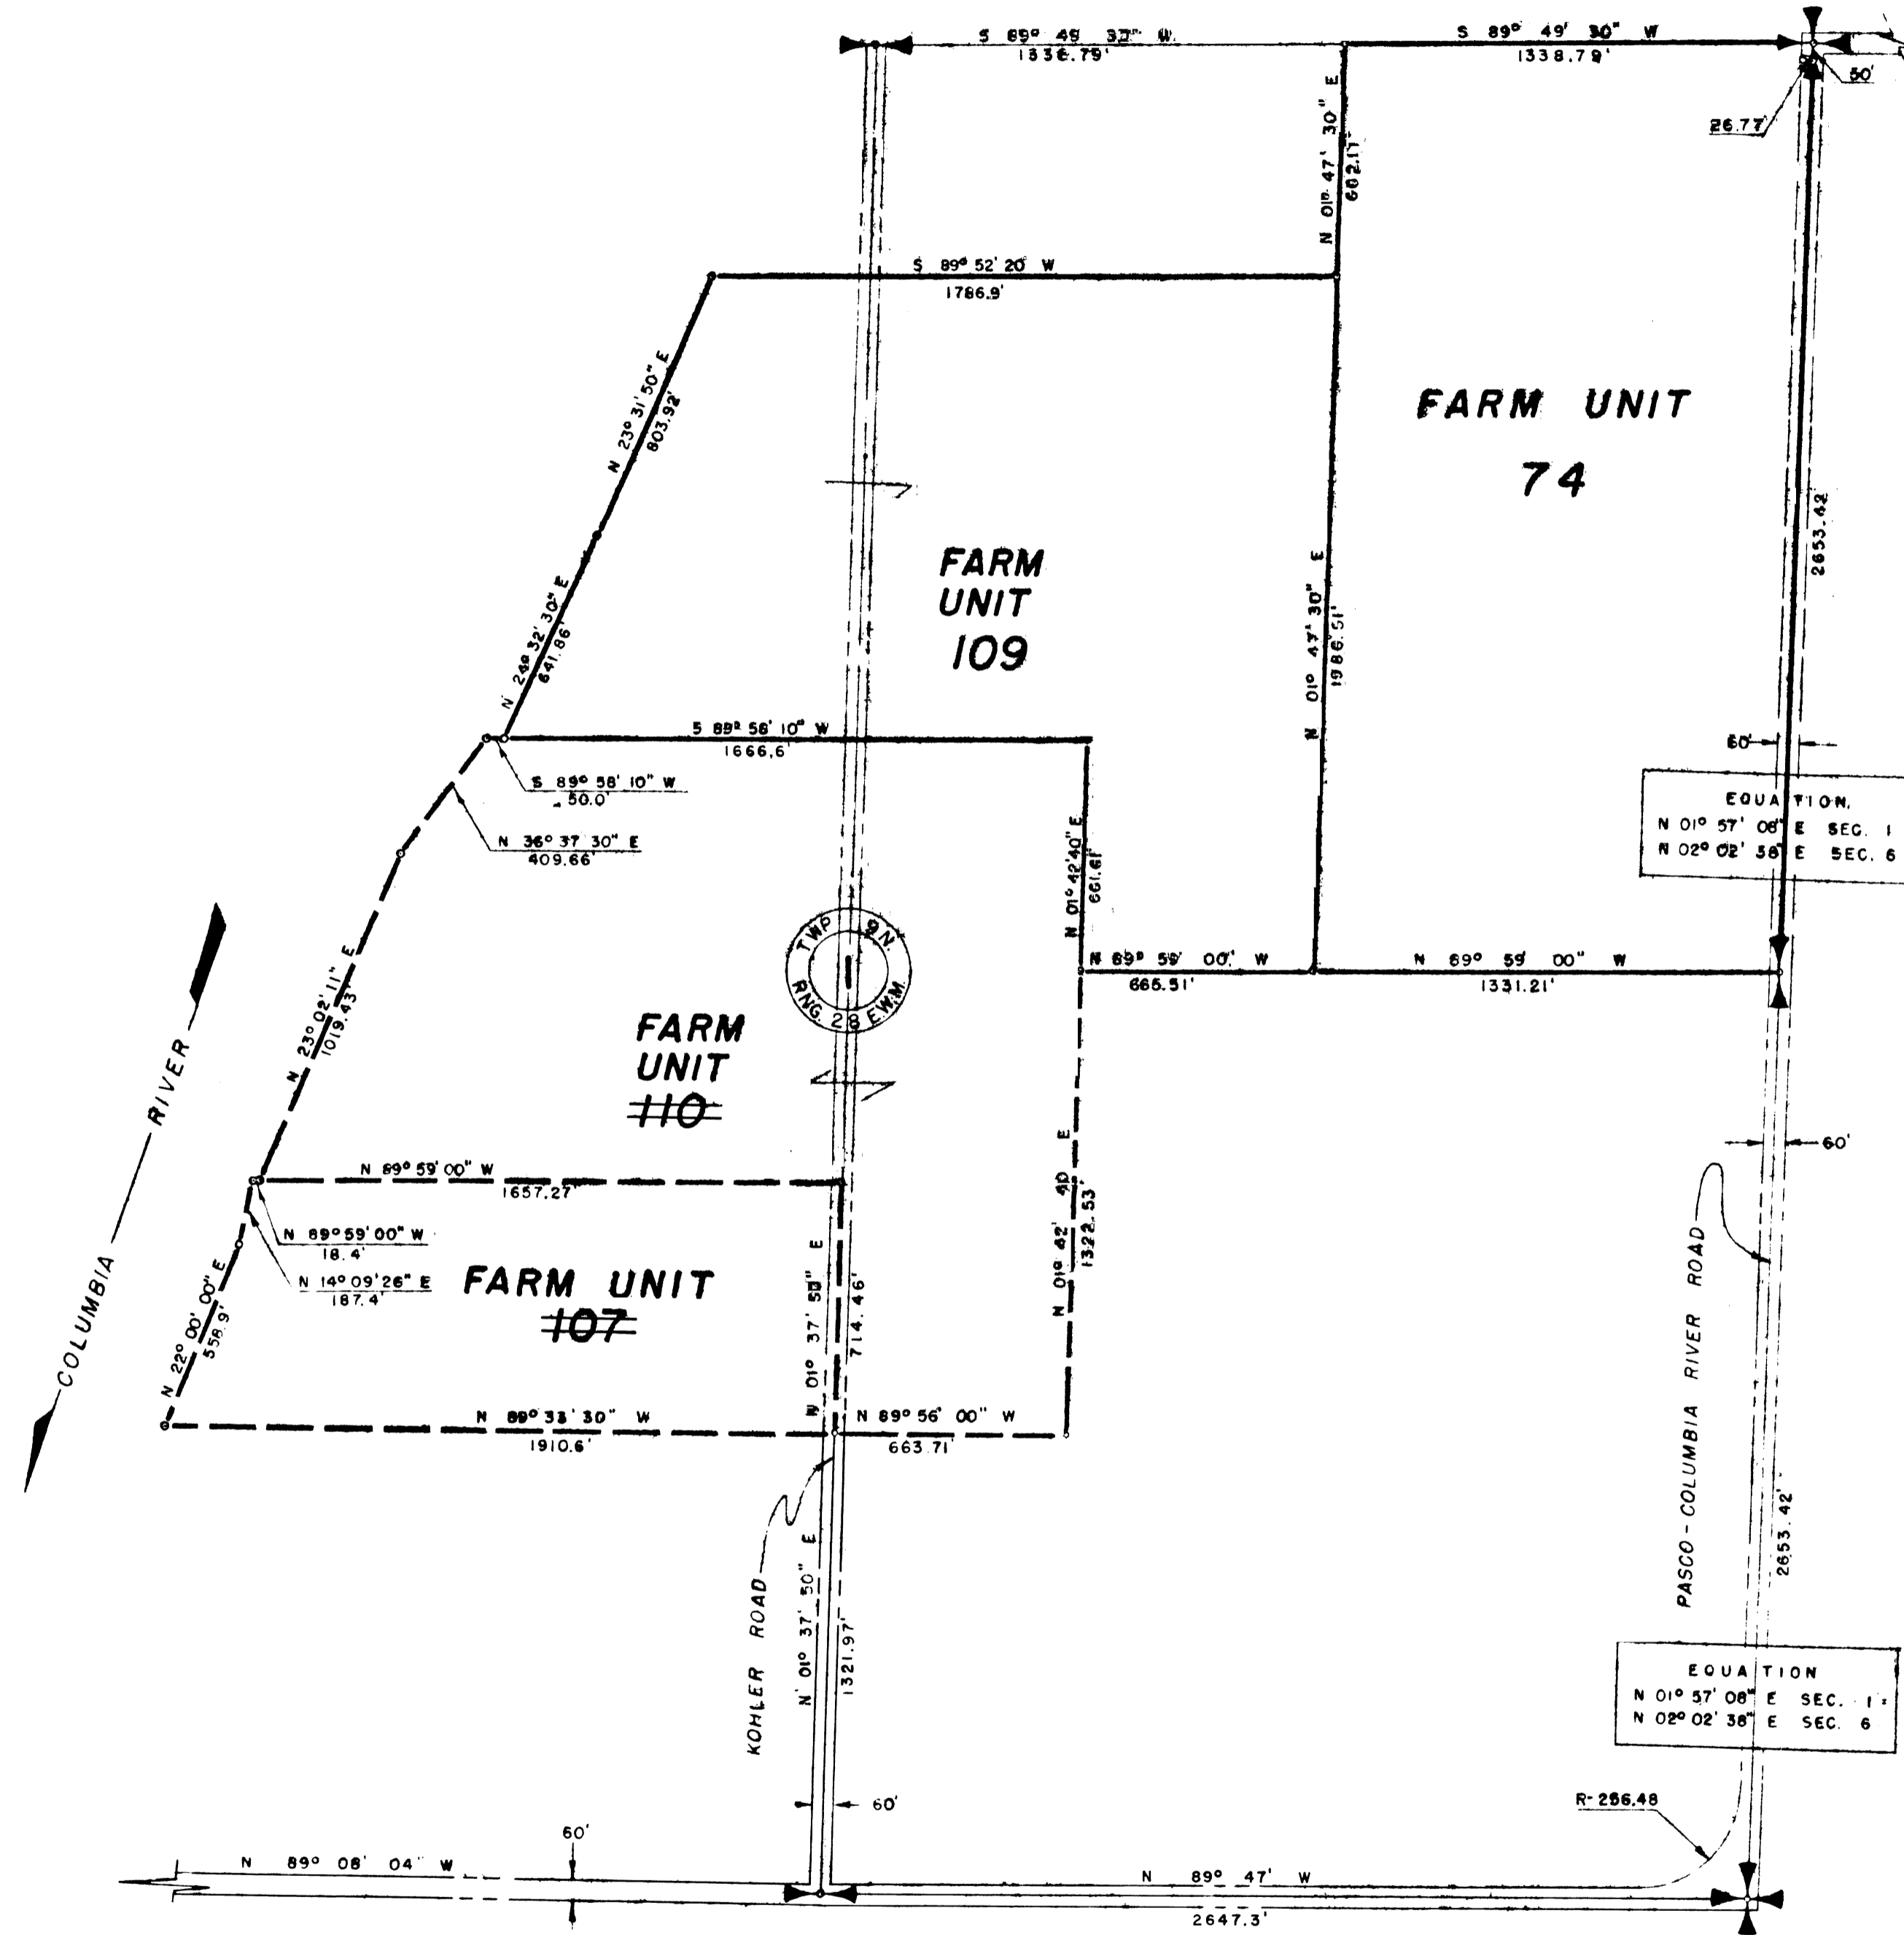 S 89° 49' 30" W
1338.79'
S 89° 49' 30" W
1338.79'
50'
26.77'
N 01° 47' 30" E
662.17'
S 89° 52' 20" W
1786.9'
N 23° 31' 50" E
803.92'
FARM UNIT
74
2653.42'
FARM
UNIT
109
N 01° 47' 30" E
1986.51'
N 24° 32' 30" E
641.86'
S 89° 58' 10" W
1666.6'
60'
S 89° 58' 10" W
50.0'
EQUATION
N 01° 57' 08" E SEC. 1
N 02° 02' 38" E SEC. 6
N 36° 37' 30" E
409.66'
N 01° 42' 40" E
661.61'
TWP 9 N.
RNG. 28 E.W.M.
1
N 89° 59' 00" W
665.51'
N 89° 59' 00" W
1331.21'
N 23° 02' 11" E
1019.43'
FARM
UNIT
110
COLUMBIA RIVER
60'
N 89° 59' 00" W
1657.27'
N 01° 42' 40" E
1322.53'
N 89° 59' 00" W
18.4'
N 14° 09' 26" E
187.4'
FARM UNIT
107
N 01° 37' 50" E
714.46'
N 22° 00' 00" E
558.9'
N 89° 33' 30" W
1910.6'
N 89° 56' 00" W
663.71'
PASCO-COLUMBIA RIVER ROAD
2653.42'
KOHLER ROAD
N 01° 37' 50" E
1321.97'
EQUATION
N 01° 57' 08" E SEC. 1 =
N 02° 02' 38" E SEC. 6
R-256.48
60'
60'
N 89° 08' 04" W
N 89° 47' W
2647.3'